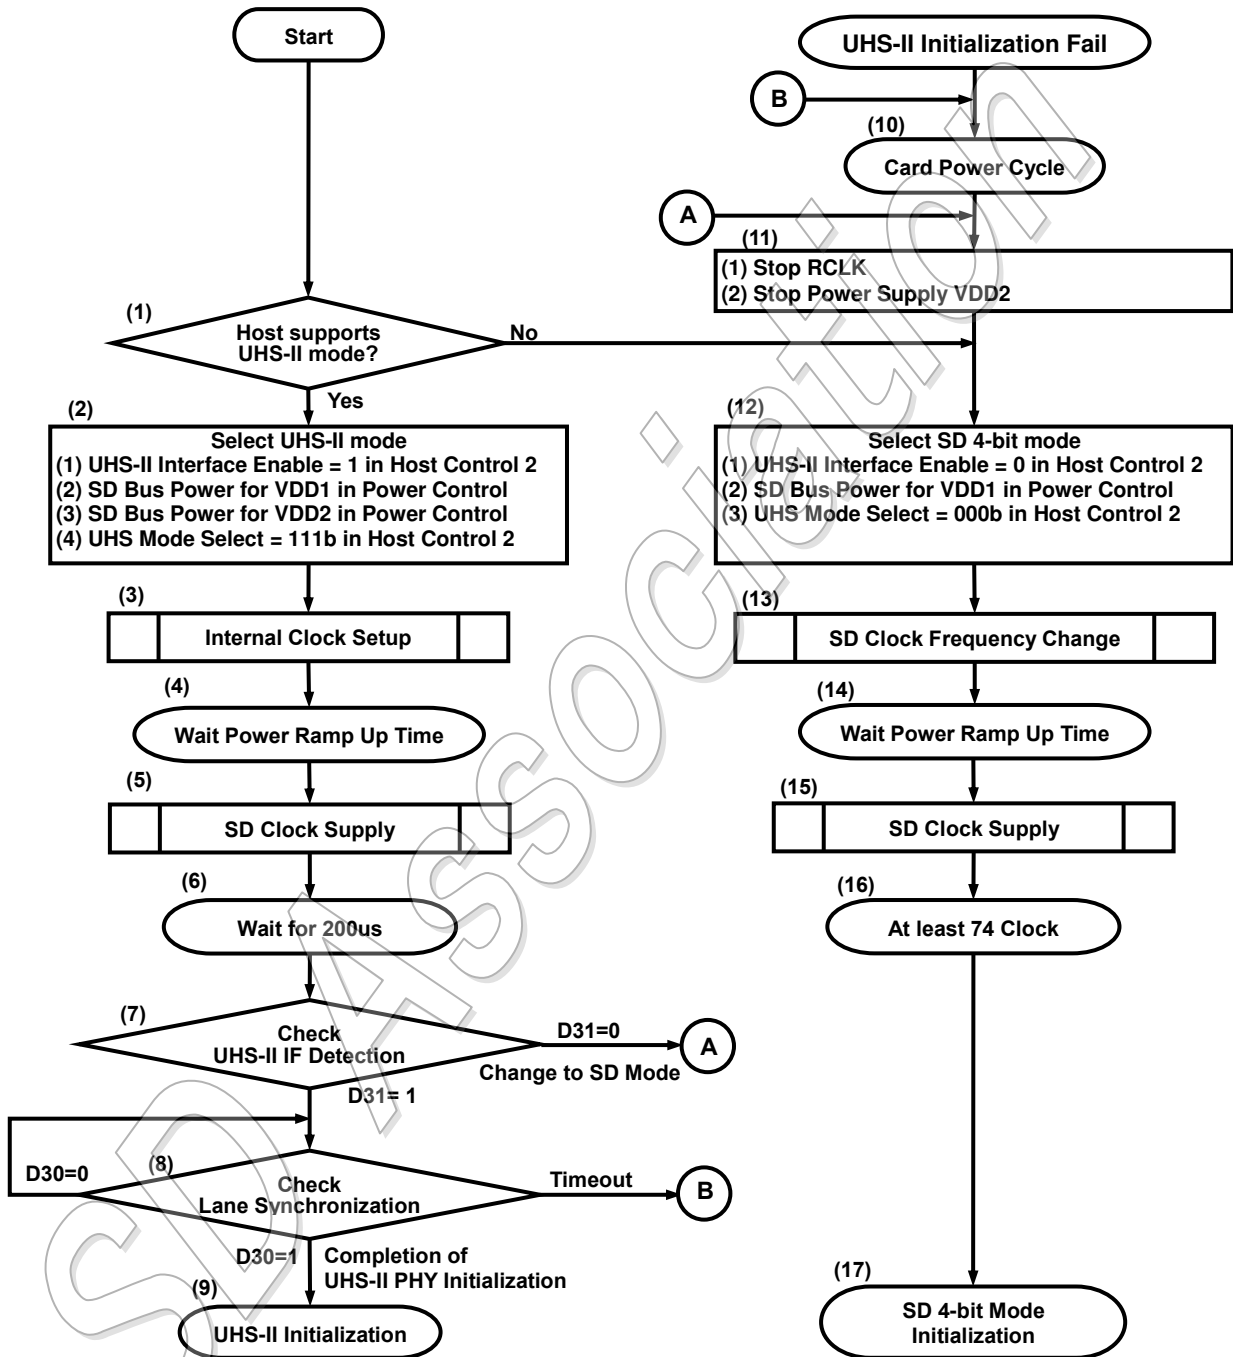 Start
(1)
Host supports
UHS-II mode?
No
Yes
(2)
Select UHS-II mode
(1) UHS-II Interface Enable = 1 in Host Control 2
(2) SD Bus Power for VDD1 in Power Control
(3) SD Bus Power for VDD2 in Power Control
(4) UHS Mode Select = 111b in Host Control 2
(3)
Internal Clock Setup
(4)
Wait Power Ramp Up Time
(5)
SD Clock Supply
(6)
Wait for 200us
(7)
Check
UHS-II IF Detection
D31=0
A
Change to SD Mode
D31= 1
D30=0
(8)
Check
Lane Synchronization
Timeout
B
D30=1
Completion of
UHS-II PHY Initialization
(9)
UHS-II Initialization
UHS-II Initialization Fail
B
(10)
Card Power Cycle
A
(11)
(1) Stop RCLK
(2) Stop Power Supply VDD2
(12)
Select SD 4-bit mode
(1) UHS-II Interface Enable = 0 in Host Control 2
(2) SD Bus Power for VDD1 in Power Control
(3) UHS Mode Select = 000b in Host Control 2
(13)
SD Clock Frequency Change
(14)
Wait Power Ramp Up Time
(15)
SD Clock Supply
(16)
At least 74 Clock
(17)
SD 4-bit Mode
Initialization
SD Association